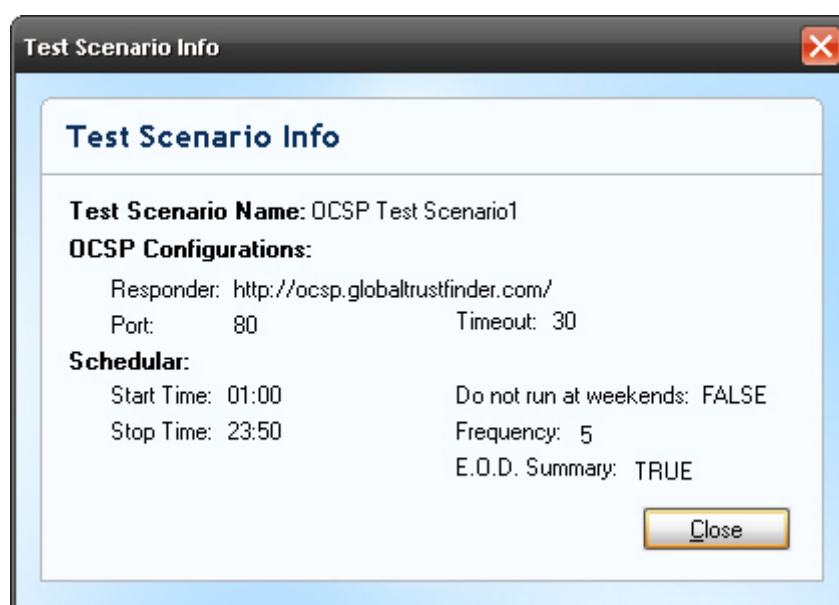 Test Scenario Info
Test Scenario Info
Test Scenario Name: OCSP Test Scenario1
OCSP Configurations:
Responder: http://ocsp.globaltrustfinder.com/
Port: 80 Timeout: 30
Schedular:
Start Time: 01:00 Do not run at weekends: FALSE
Stop Time: 23:50 Frequency: 5
E.O.D. Summary: TRUE
Close